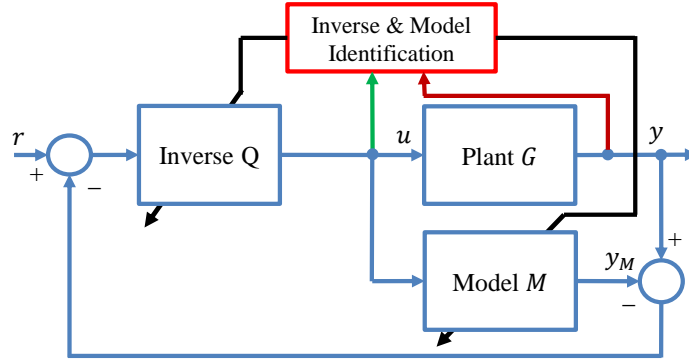 Inverse & Model
Identification
r
+
−
Inverse Q
u
Plant G
y
+
Model M
y_M
−